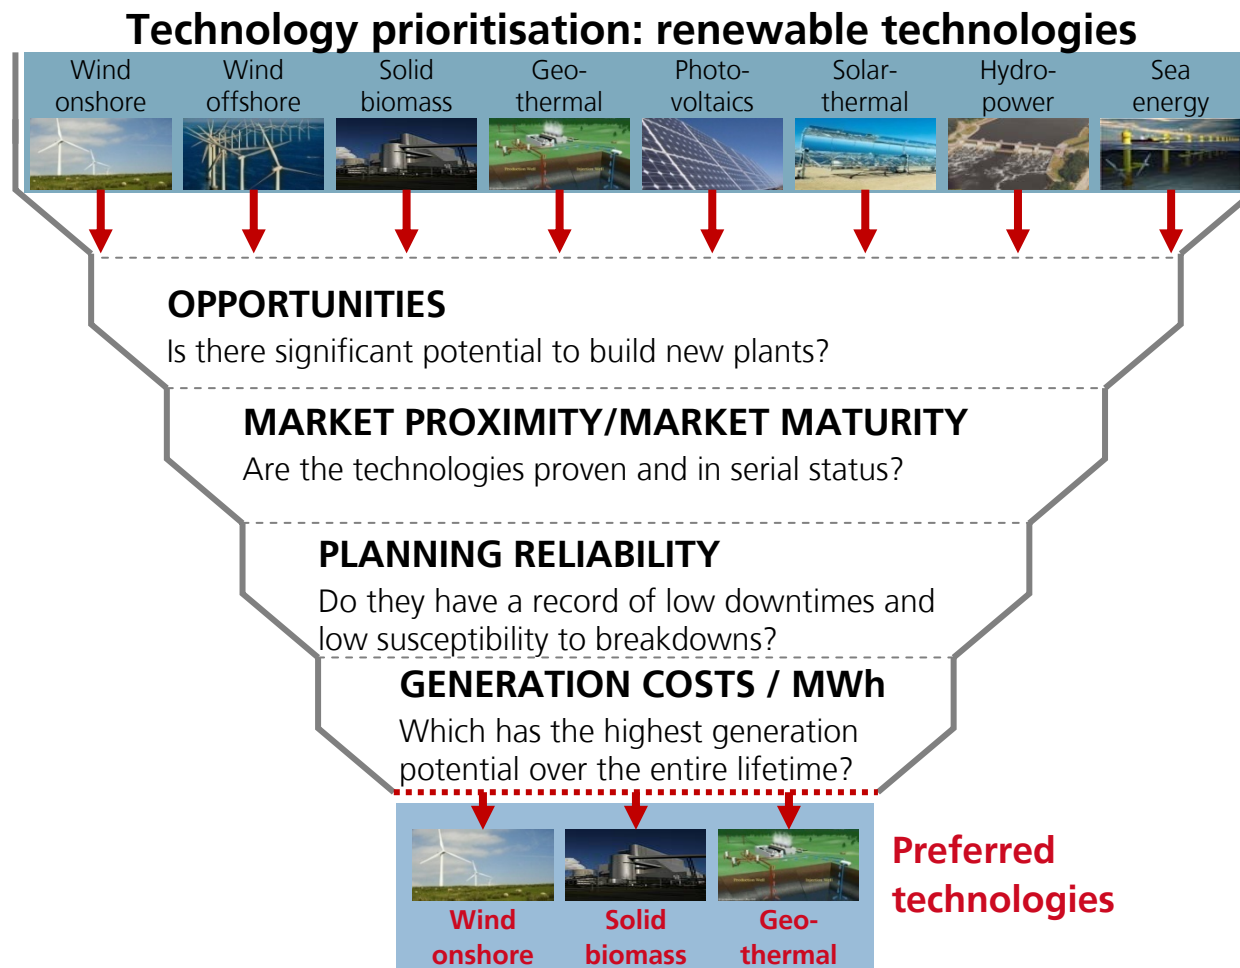 Technology prioritisation: renewable technologies
Wind
onshore
Wind
offshore
Solid
biomass
Geo-
thermal
Photo-
voltaics
Solar-
thermal
Hydro-
power
Sea
energy
OPPORTUNITIES
Is there significant potential to build new plants?
MARKET PROXIMITY/MARKET MATURITY
Are the technologies proven and in serial status?
PLANNING RELIABILITY
Do they have a record of low downtimes and
low susceptibility to breakdowns?
GENERATION COSTS / MWh
Which has the highest generation
potential over the entire lifetime?
Preferred
technologies
Wind
onshore
Solid
biomass
Geo-
thermal